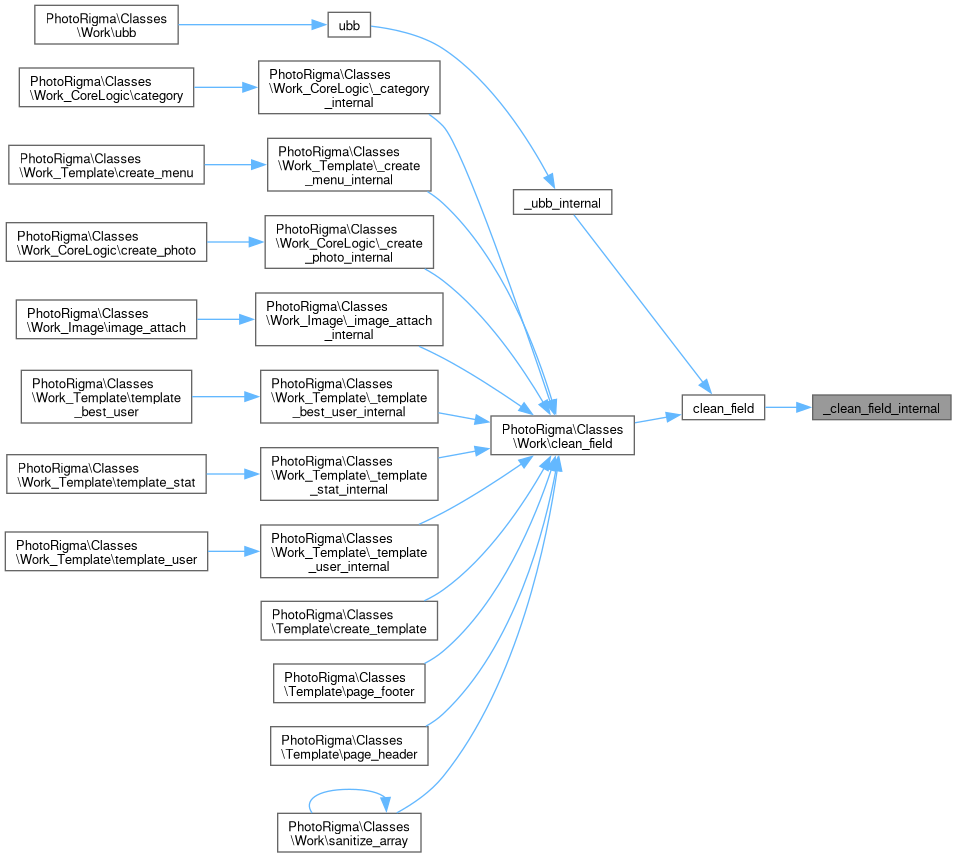 PhotoRigma\Classes
\Work\ubb
ubb
PhotoRigma\Classes
\Work_CoreLogic\category
PhotoRigma\Classes
\Work_CoreLogic\_category
_internal
PhotoRigma\Classes
\Work_Template\create_menu
PhotoRigma\Classes
\Work_Template\_create
_menu_internal
_ubb_internal
PhotoRigma\Classes
\Work_CoreLogic\create_photo
PhotoRigma\Classes
\Work_CoreLogic\_create
_photo_internal
PhotoRigma\Classes
\Work_Image\image_attach
PhotoRigma\Classes
\Work_Image\_image_attach
_internal
PhotoRigma\Classes
\Work_Template\template
_best_user
PhotoRigma\Classes
\Work_Template\_template
_best_user_internal
PhotoRigma\Classes
\Work\clean_field
clean_field
_clean_field_internal
PhotoRigma\Classes
\Work_Template\template_stat
PhotoRigma\Classes
\Work_Template\_template
_stat_internal
PhotoRigma\Classes
\Work_Template\template_user
PhotoRigma\Classes
\Work_Template\_template
_user_internal
PhotoRigma\Classes
\Template\create_template
PhotoRigma\Classes
\Template\page_footer
PhotoRigma\Classes
\Template\page_header
PhotoRigma\Classes
\Work\sanitize_array